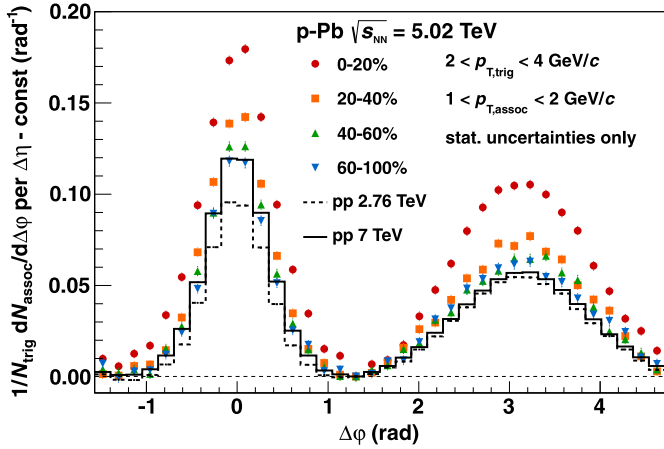 p-Pb √s_NN = 5.02 TeV
0-20%
20-40%
40-60%
60-100%
pp 2.76 TeV
pp 7 TeV
2 < p_T,trig < 4 GeV/c
1 < p_T,assoc < 2 GeV/c
stat. uncertainties only
1/N_trig dN_assoc/dΔφ per Δη - const (rad⁻¹)
0.20
0.15
0.10
0.05
0.00
-1 0 1 2 3 4
Δφ (rad)